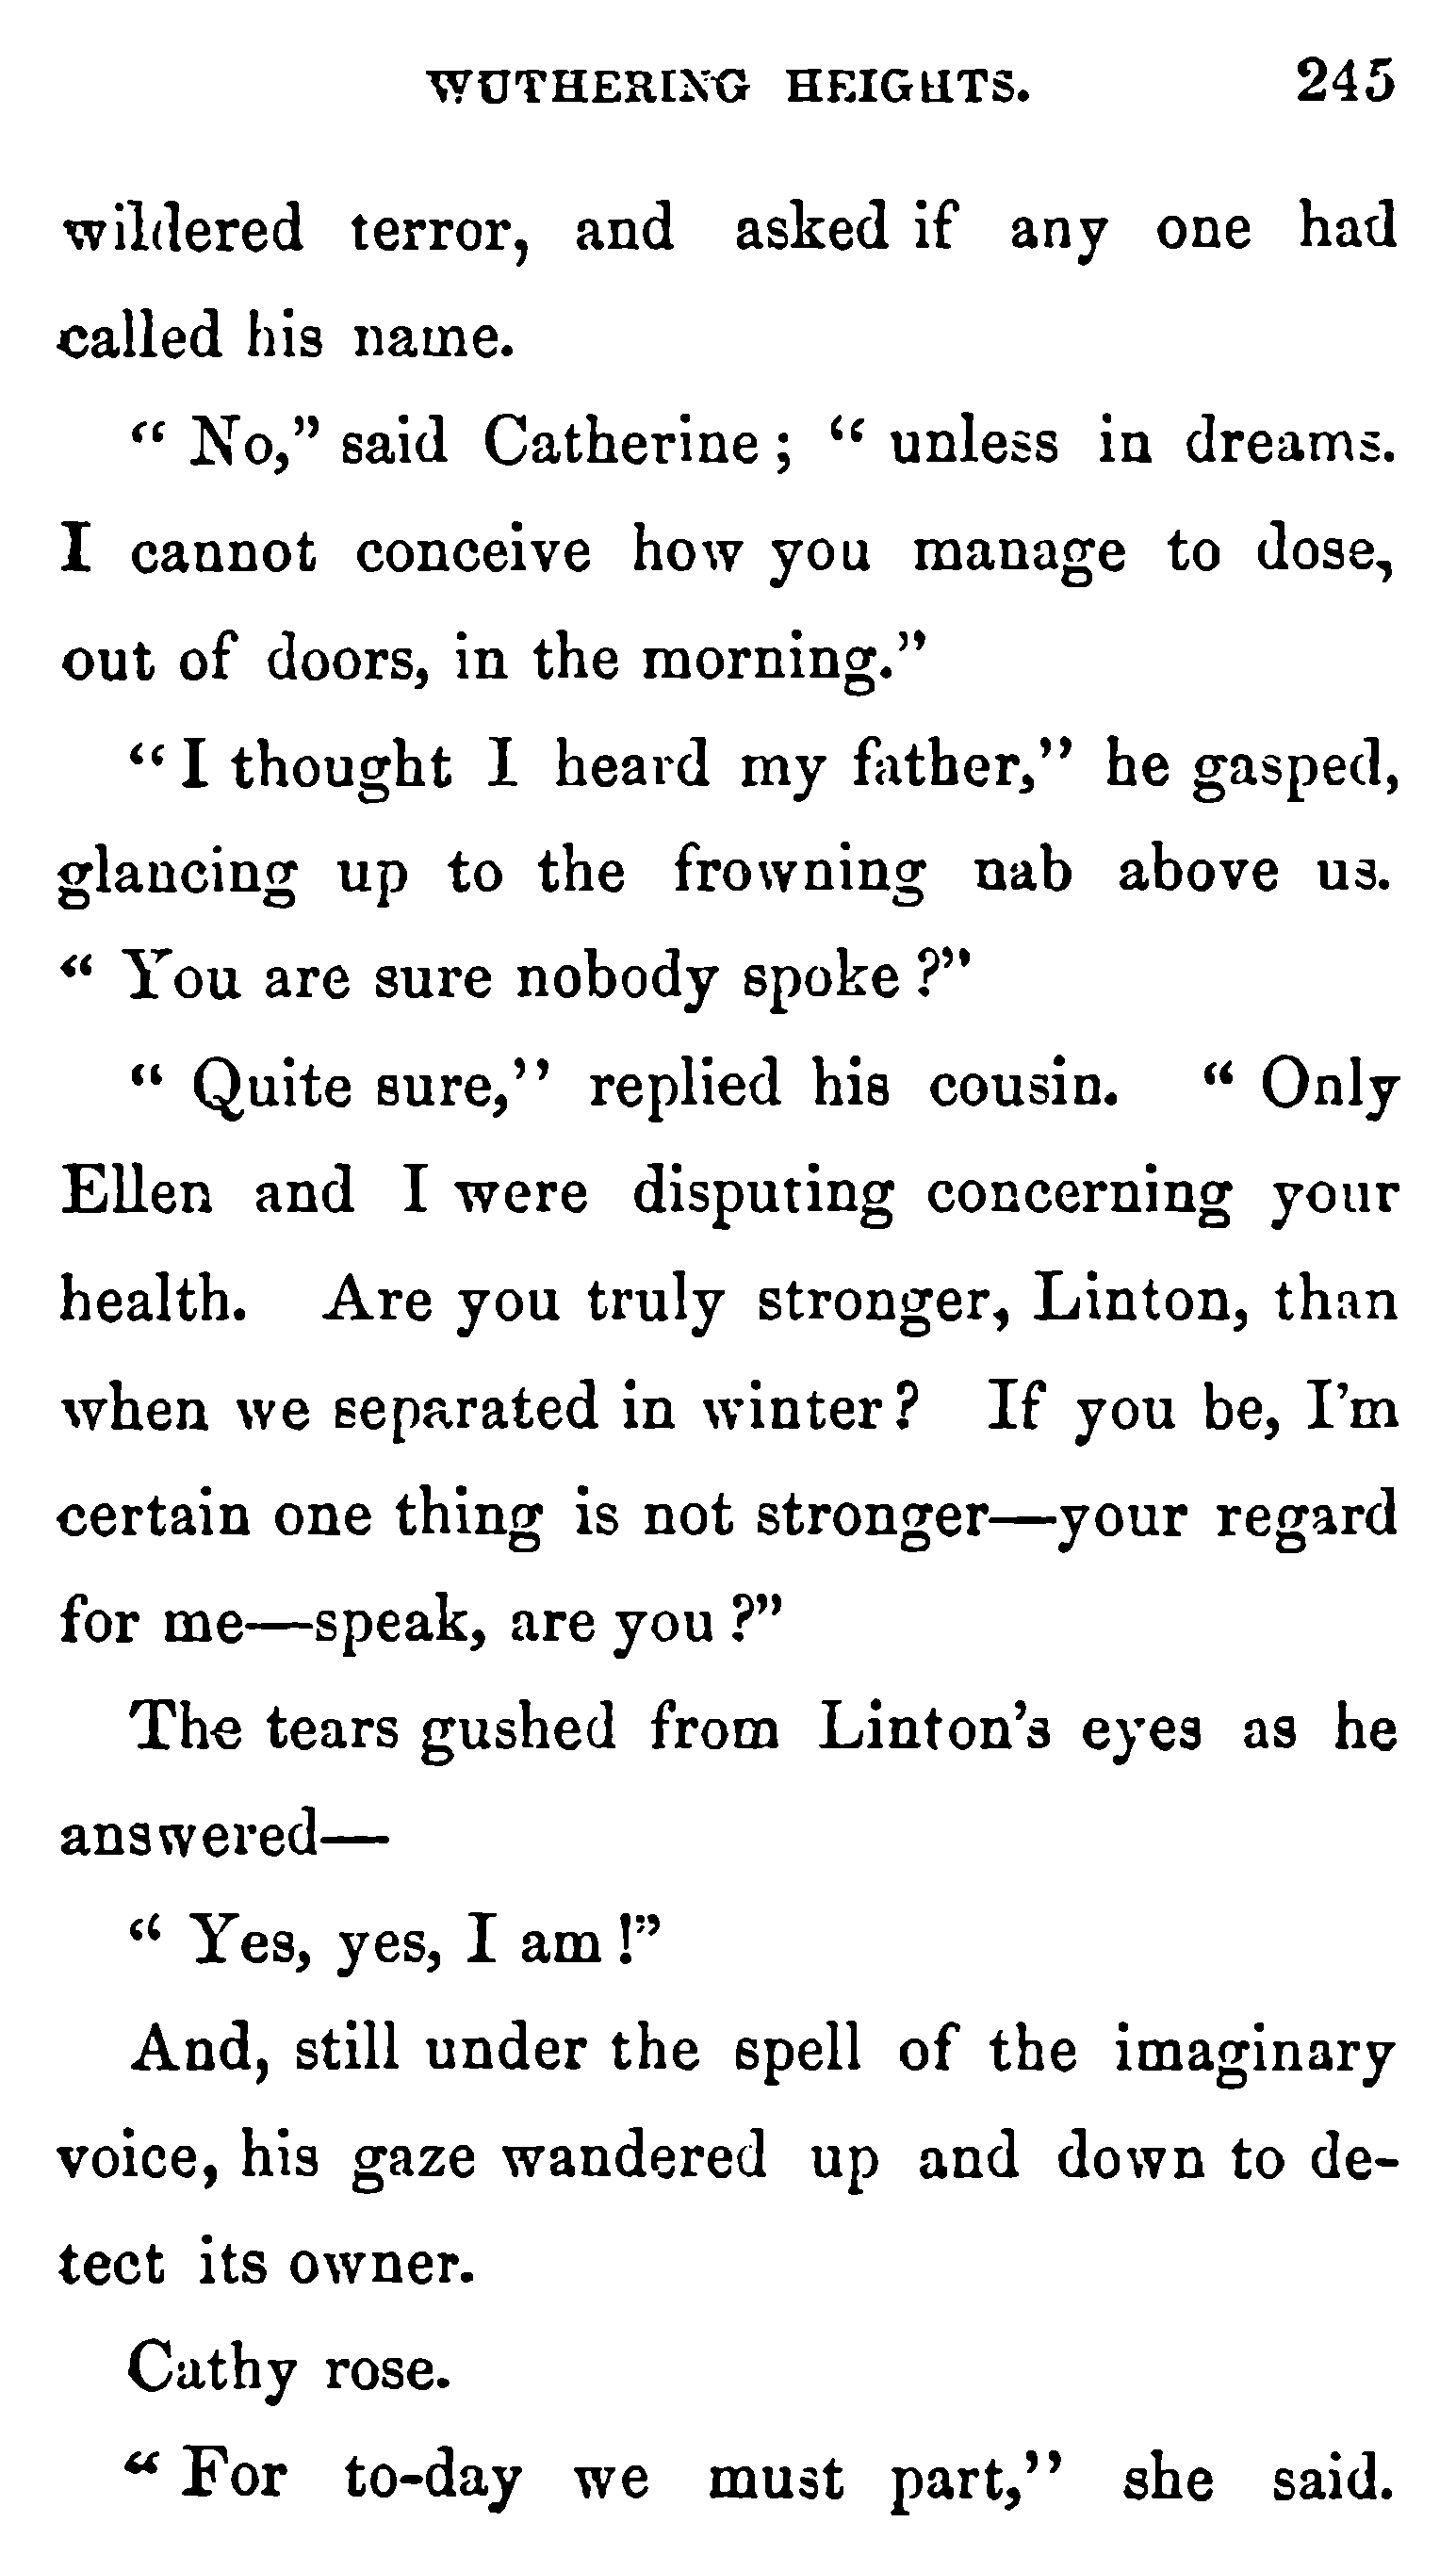 WUTHERING HEIGHTS. 245
wildered terror, and asked if any one had
called his name.
“ No,” said Catherine ; “ unless in dreams.
I cannot conceive how you manage to dose,
out of doors, in the morning.”
“ I thought I heard my father,” he gasped,
glancing up to the frowning nab above us.
“ You are sure nobody spoke ?”
“ Quite sure,” replied his cousin. “ Only
Ellen and I were disputing concerning your
health. Are you truly stronger, Linton, than
when we separated in winter ? If you be, I’m
certain one thing is not stronger—your regard
for me—speak, are you ?”
The tears gushed from Linton’s eyes as he
answered—
“ Yes, yes, I am !”
And, still under the spell of the imaginary
voice, his gaze wandered up and down to de-
tect its owner.
Cathy rose.
“ For to-day we must part,” she said.